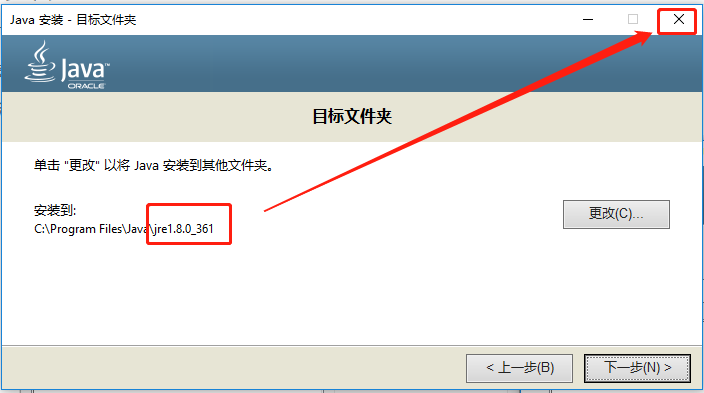 Java 安装 - 目标文件夹
Java™
ORACLE
目标文件夹
单击 "更改" 以将 Java 安装到其他文件夹。
安装到:
更改(C)...
C:\Program Files\Java\jre1.8.0_361
< 上一步(B)
下一步(N) >